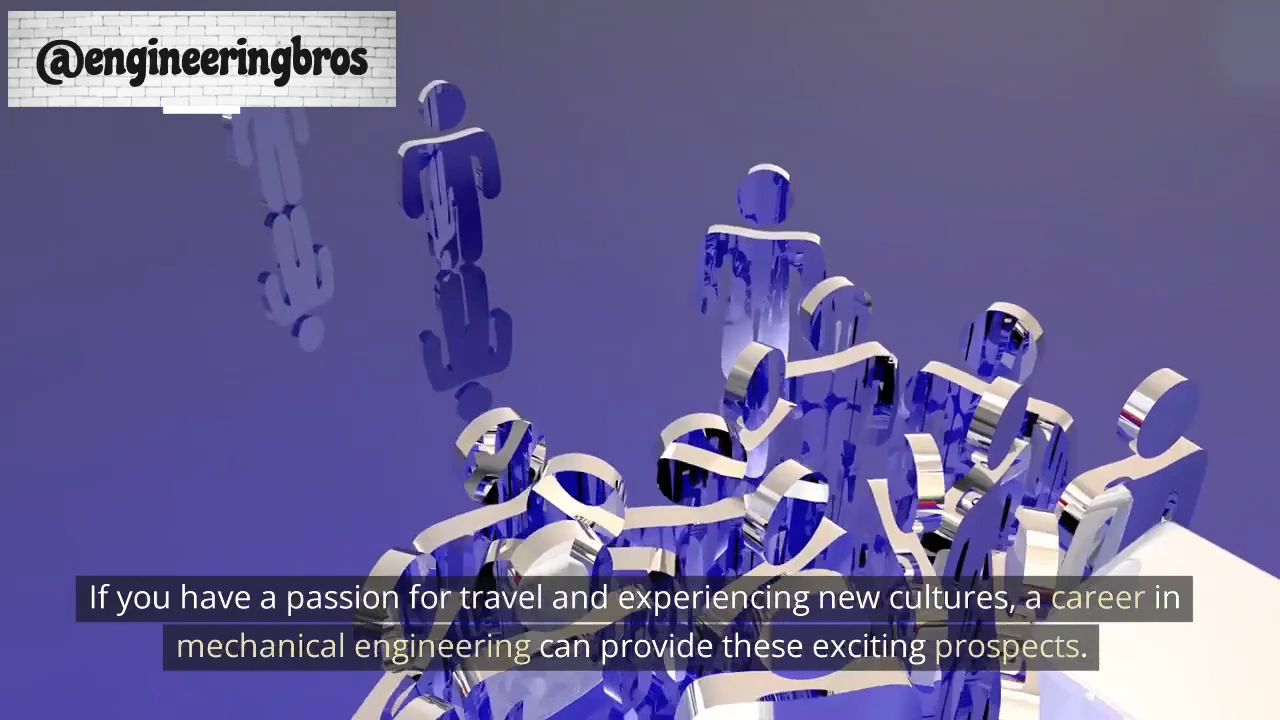 @engineeringbros
If you have a passion for travel and experiencing new cultures, a career in
mechanical engineering can provide these exciting prospects.